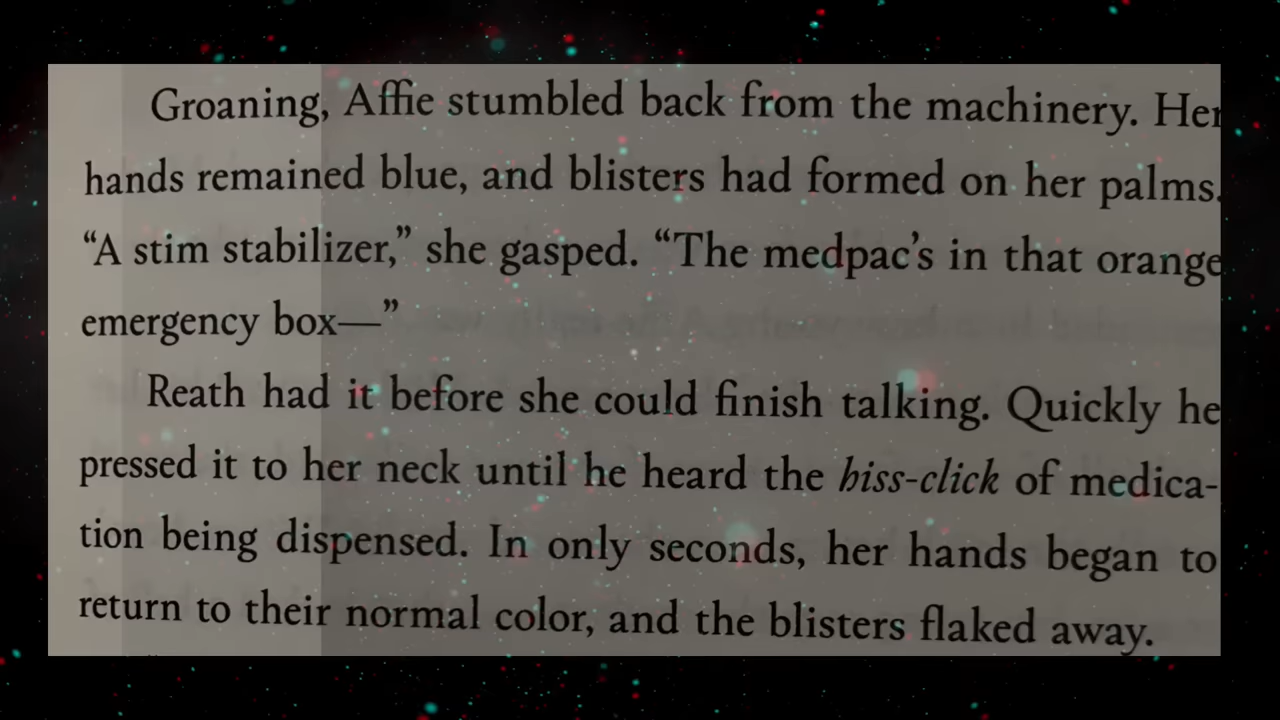 Groaning, Affie stumbled back from the machinery. Her
hands remained blue, and blisters had formed on her palms.
“A stim stabilizer,” she gasped. “The medpac’s in that orange
emergency box—”
Reath had it before she could finish talking. Quickly he
pressed it to her neck until he heard the hiss-click of medica-
tion being dispensed. In only seconds, her hands began to
return to their normal color, and the blisters flaked away.